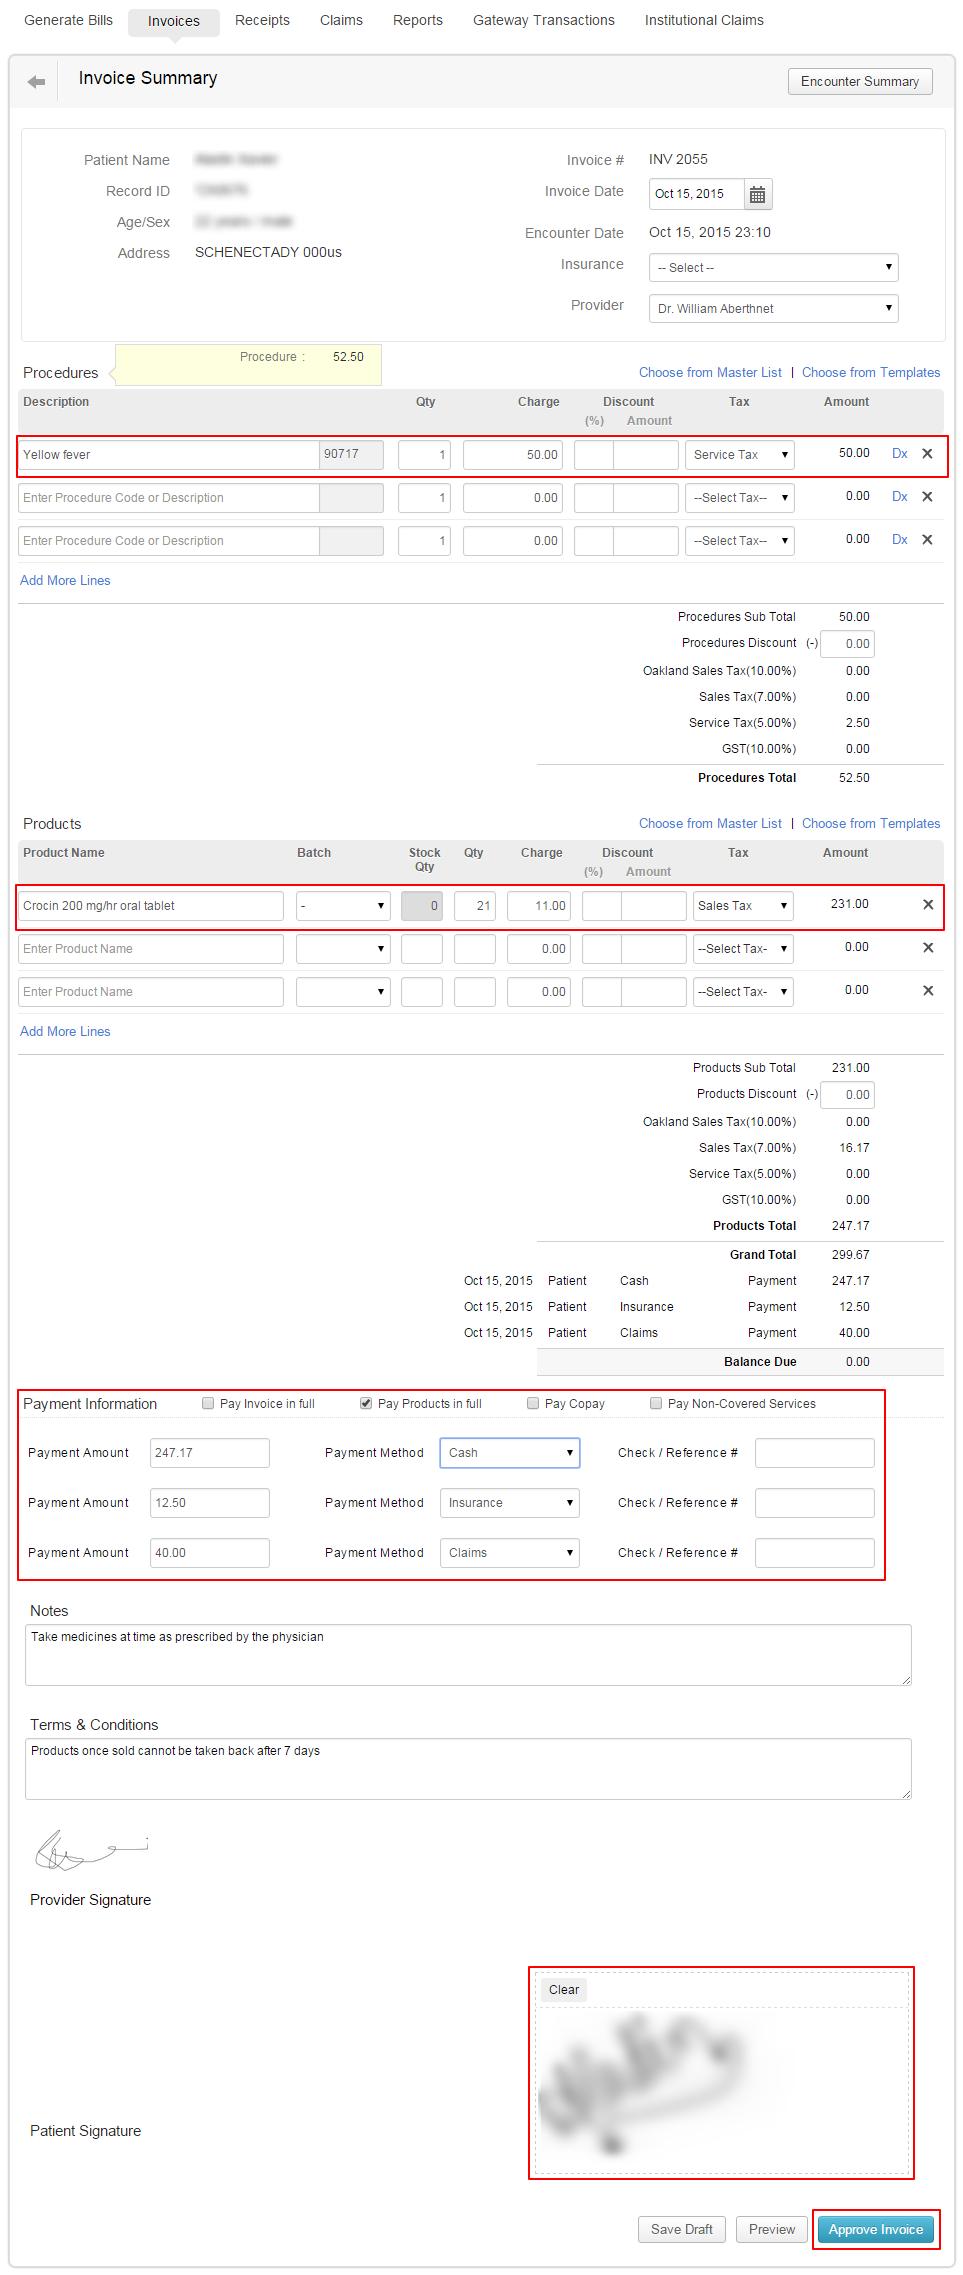 Generate Bills Invoices Receipts Claims Reports Gateway Transactions Institutional Claims
Invoice Summary Encounter Summary
Patient Name Invoice # INV 2055
Record ID Invoice Date Oct 15, 2015
Age/Sex 22 years / male Encounter Date Oct 15, 2015 23:10
Address SCHENECTADY 000us Insurance -- Select --
Provider Dr. William Aberthnet
Procedure : 52.50
Procedures Choose from Master List | Choose from Templates
Description Qty Charge Discount Tax Amount
(%) Amount
Yellow fever 90717 1 50.00 Service Tax 50.00 Dx
Enter Procedure Code or Description 1 0.00 --Select Tax-- 0.00 Dx
Enter Procedure Code or Description 1 0.00 --Select Tax-- 0.00 Dx
Add More Lines
Procedures Sub Total 50.00
Procedures Discount (-) 0.00
Oakland Sales Tax(10.00%) 0.00
Sales Tax(7.00%) 0.00
Service Tax(5.00%) 2.50
GST(10.00%) 0.00
Procedures Total 52.50
Products Choose from Master List | Choose from Templates
Product Name Batch Stock Qty Qty Charge Discount Tax Amount
(%) Amount
Crocin 200 mg/hr oral tablet - 0 21 11.00 Sales Tax 231.00
Enter Product Name 0.00 --Select Tax- 0.00
Enter Product Name 0.00 --Select Tax- 0.00
Add More Lines
Products Sub Total 231.00
Products Discount (-) 0.00
Oakland Sales Tax(10.00%) 0.00
Sales Tax(7.00%) 16.17
Service Tax(5.00%) 0.00
GST(10.00%) 0.00
Products Total 247.17
Grand Total 299.67
Oct 15, 2015 Patient Cash Payment 247.17
Oct 15, 2015 Patient Insurance Payment 12.50
Oct 15, 2015 Patient Claims Payment 40.00
Balance Due 0.00
Payment Information Pay Invoice in full Pay Products in full Pay Copay Pay Non-Covered Services
Payment Amount 247.17 Payment Method Cash Check / Reference #
Payment Amount 12.50 Payment Method Insurance Check / Reference #
Payment Amount 40.00 Payment Method Claims Check / Reference #
Notes
Take medicines at time as prescribed by the physician
Terms & Conditions
Products once sold cannot be taken back after 7 days
Provider Signature
Clear
Patient Signature
Save Draft Preview Approve Invoice